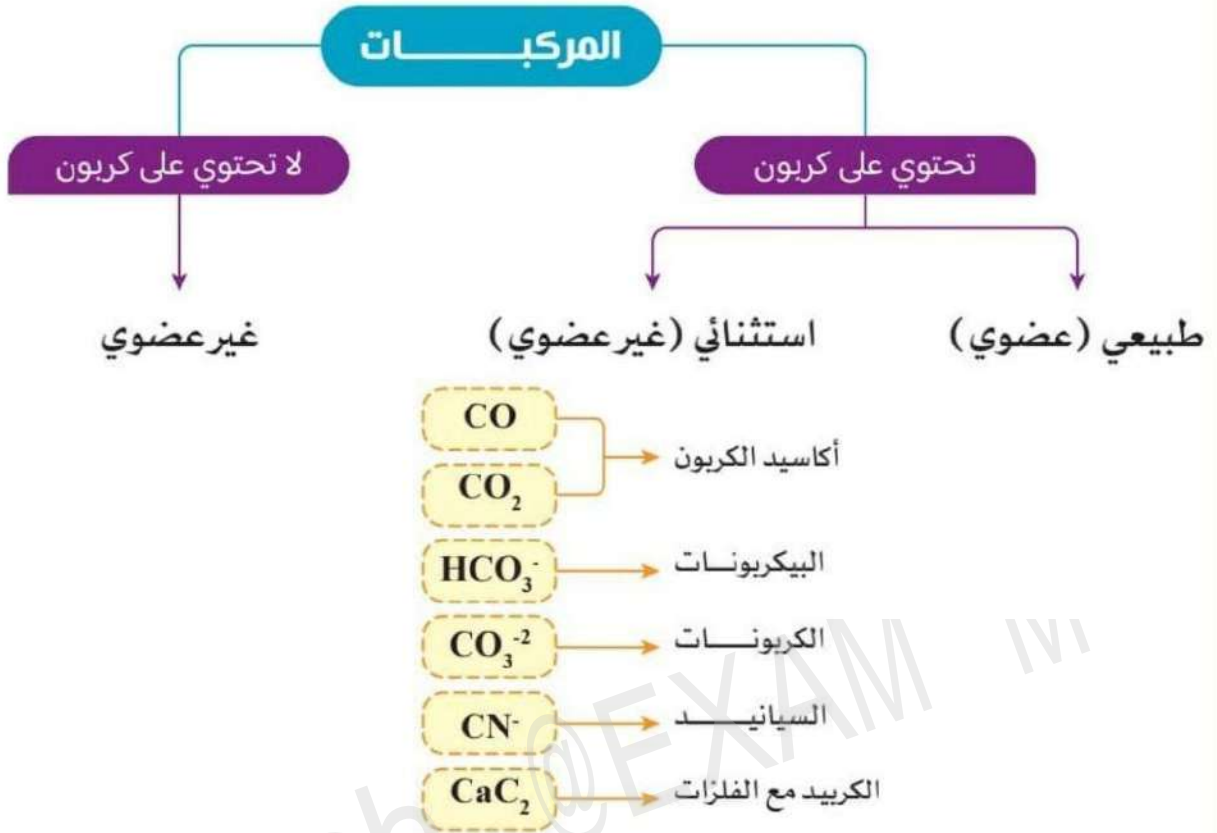 المركبات
تحتوي على كربون
لا تحتوي على كربون
طبيعي (عضوي)
استثنائي (غير عضوي)
غير عضوي
CO
CO₂
أكاسيد الكربون
HCO₃⁻
البيكربونات
CO₃⁻²
الكربونات
CN⁻
السيانيد
CaC₂
الكربيد مع الفلزات
@EXAM